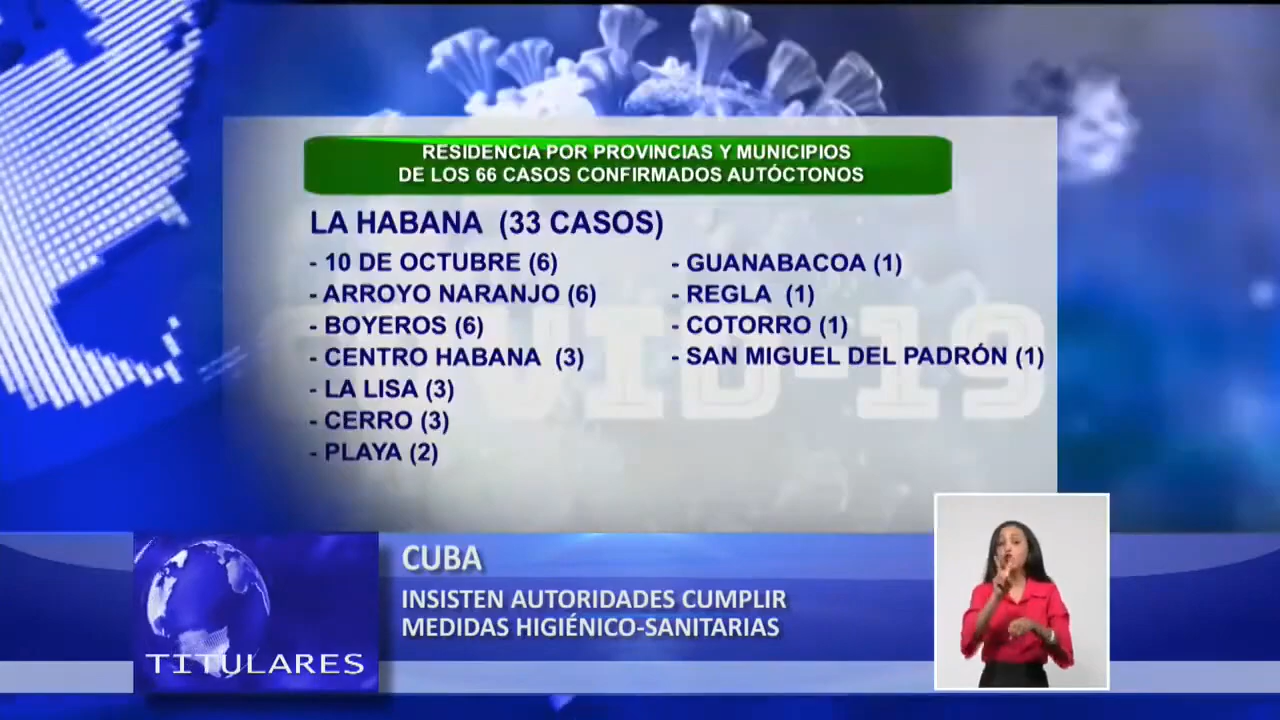 RESIDENCIA POR PROVINCIAS Y MUNICIPIOS
DE LOS 66 CASOS CONFIRMADOS AUTÓCTONOS
LA HABANA (33 CASOS)
- 10 DE OCTUBRE (6)
- ARROYO NARANJO (6)
- BOYEROS (6)
- CENTRO HABANA (3)
- LA LISA (3)
- CERRO (3)
- PLAYA (2)
- GUANABACOA (1)
- REGLA (1)
- COTORRO (1)
- SAN MIGUEL DEL PADRÓN (1)
COVID-19
CUBA
INSISTEN AUTORIDADES CUMPLIR
MEDIDAS HIGIÉNICO-SANITARIAS
TITULARES